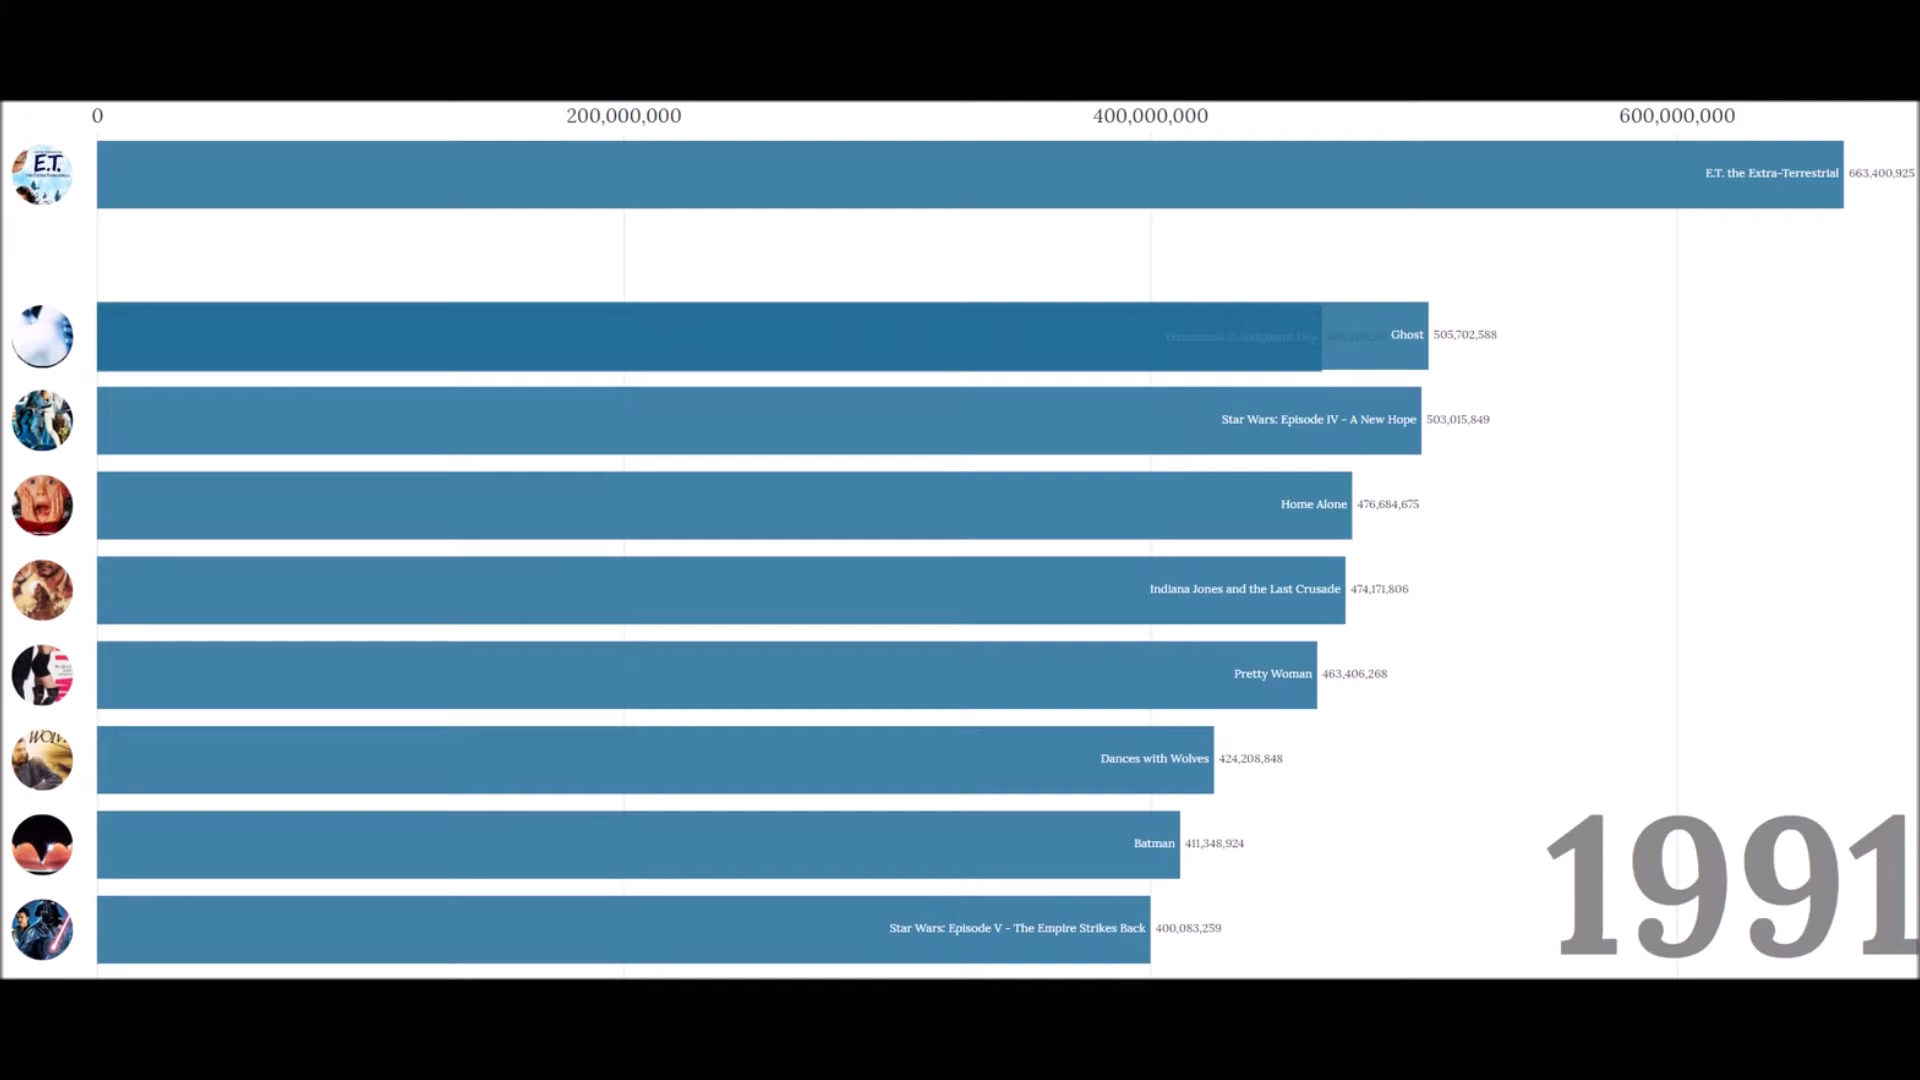 0 200,000,000 400,000,000 600,000,000
E.T.
E.T. the Extra-Terrestrial 663,400,925
Ghost 505,702,588
Star Wars: Episode IV - A New Hope 503,015,849
Home Alone 476,684,675
Indiana Jones and the Last Crusade 474,171,806
Pretty Woman 463,406,268
WOLV
Dances with Wolves 424,208,848
Batman 411,348,924
Star Wars: Episode V - The Empire Strikes Back 400,083,259
1991